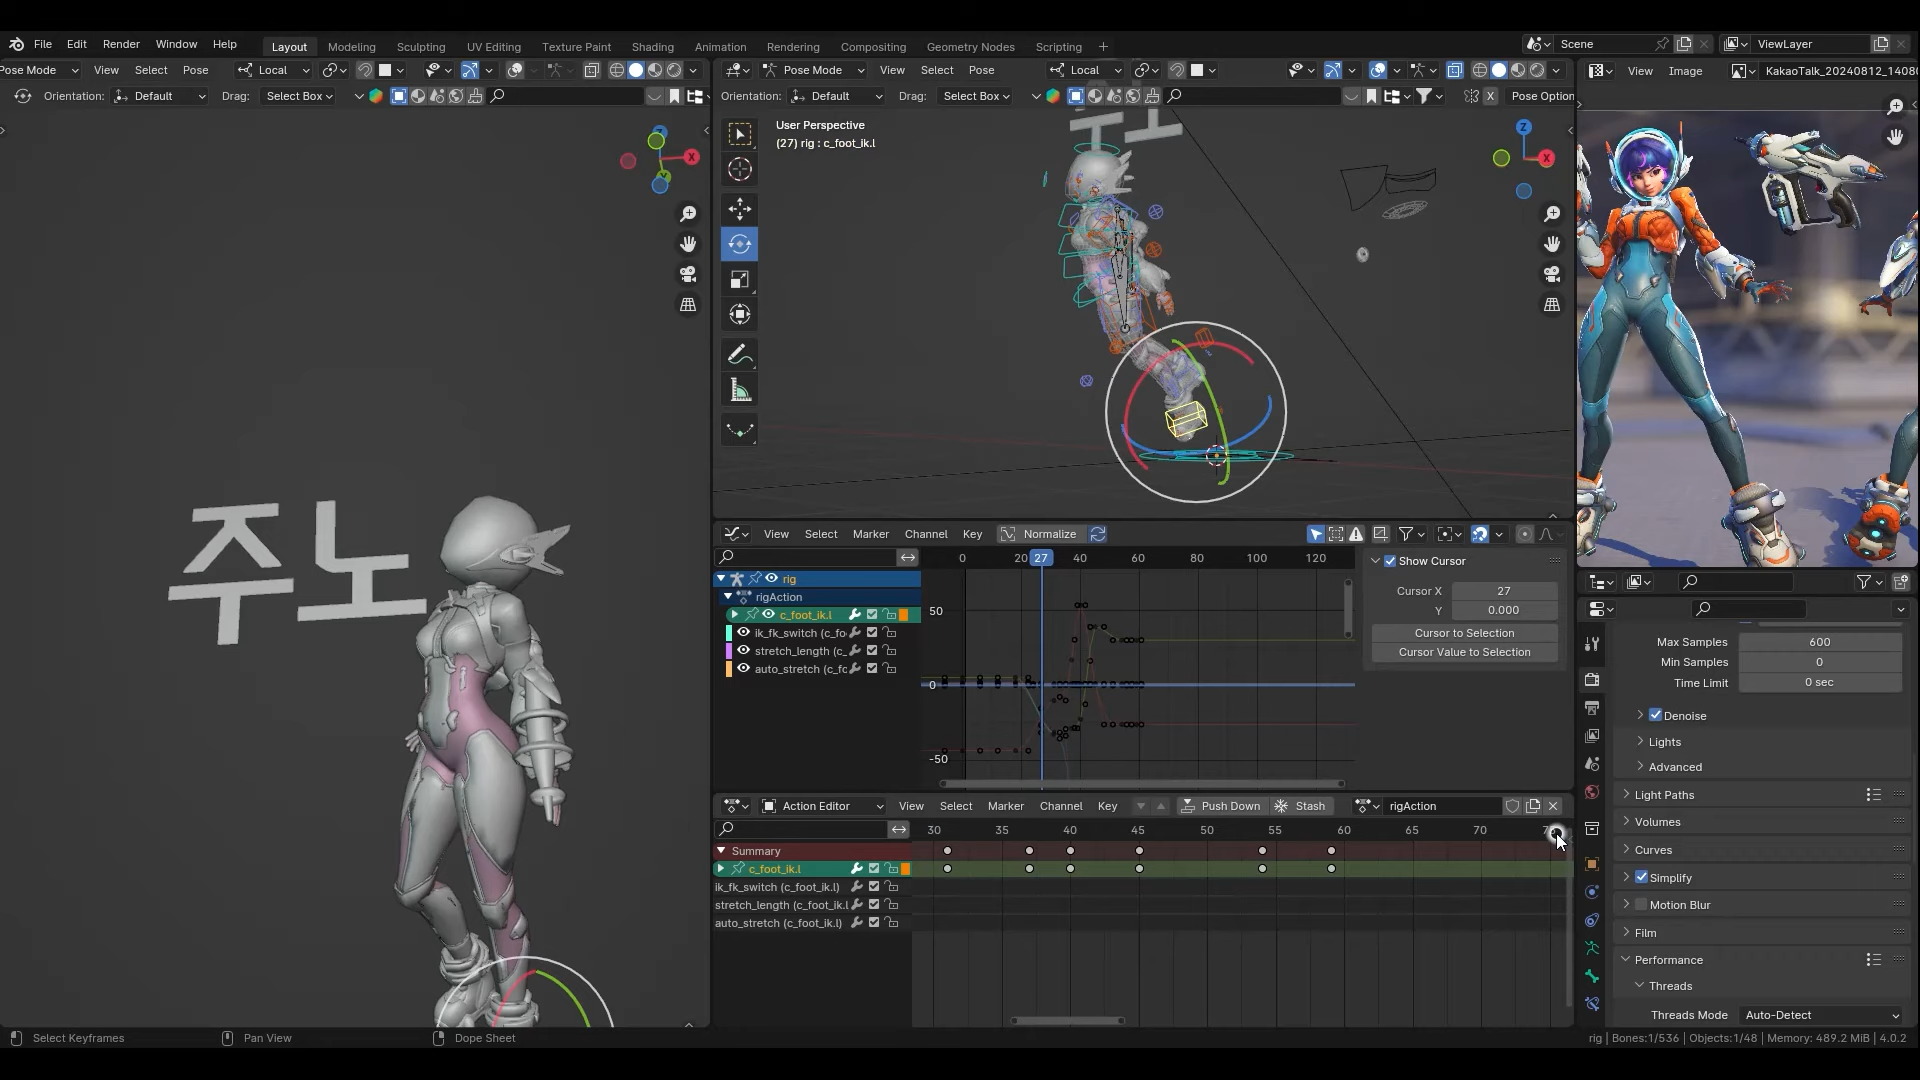 File Edit Render Window Help Layout Modeling Sculpting UV Editing Texture Paint Shading Animation Rendering Compositing Geometry Nodes Scripting + Scene ViewLayer
Pose Mode View Select Pose Local
Pose Mode View Select Pose Local
View Image KakaoTalk_20240812_1408
Orientation: Default Drag: Select Box
Orientation: Default Drag: Select Box X Pose Option
User Perspective
(27) rig : c_foot_ik.l
Z
X
Y
Z
X
주노
View Select Marker Channel Key Normalize
0 20 27 40 60 80 100 120
50
0
-50
rig
rigAction
c_foot_ik.l
ik_fk_switch (c_fo
stretch_length (c_
auto_stretch (c_fc
Show Cursor
Cursor X 27
Y 0.000
Cursor to Selection
Cursor Value to Selection
Action Editor View Select Marker Channel Key Push Down Stash rigAction
30 35 40 45 50 55 60 65 70
Summary
c_foot_ik.l
ik_fk_switch (c_foot_ik.l)
stretch_length (c_foot_ik.l
auto_stretch (c_foot_ik.l)
Max Samples 600
Min Samples 0
Time Limit 0 sec
Denoise
Lights
Advanced
Light Paths
Volumes
Curves
Simplify
Motion Blur
Film
Performance
Threads
Threads Mode Auto-Detect
Select Keyframes Pan View Dope Sheet
rig | Bones:1/536 | Objects:1/48 | Memory: 489.2 MiB | 4.0.2